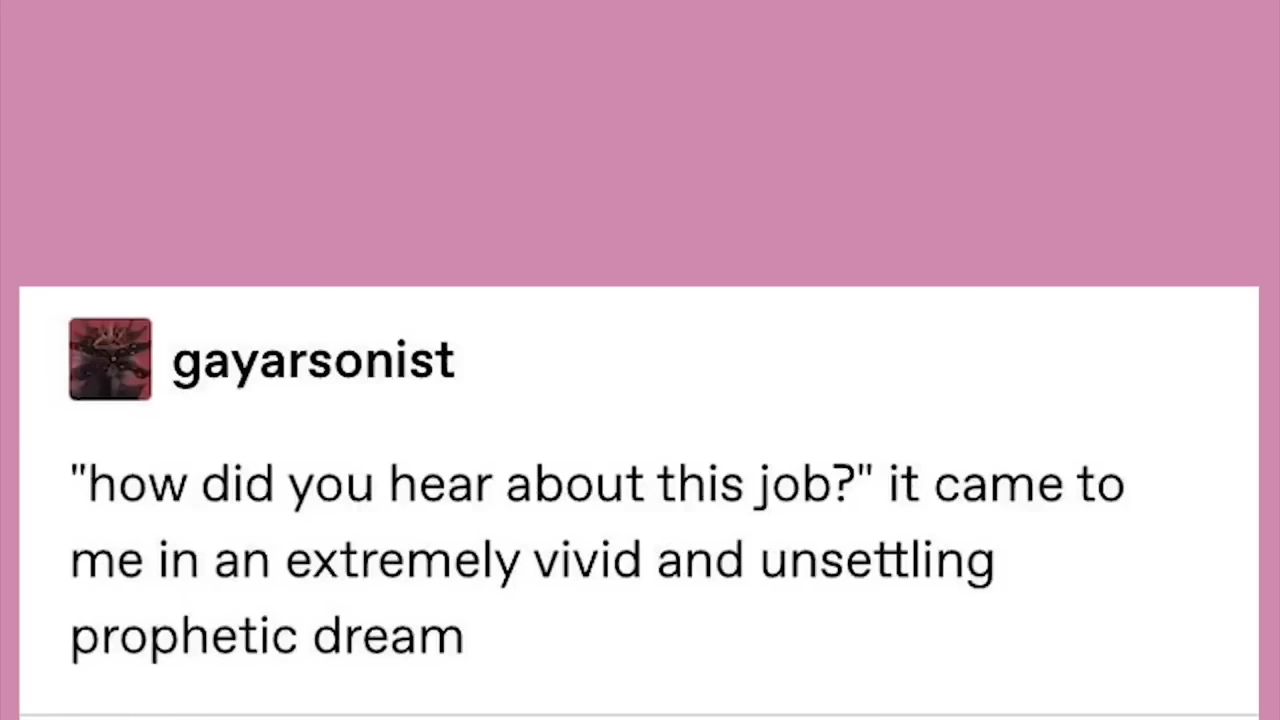 gayarsonist
"how did you hear about this job?" it came to
me in an extremely vivid and unsettling
prophetic dream